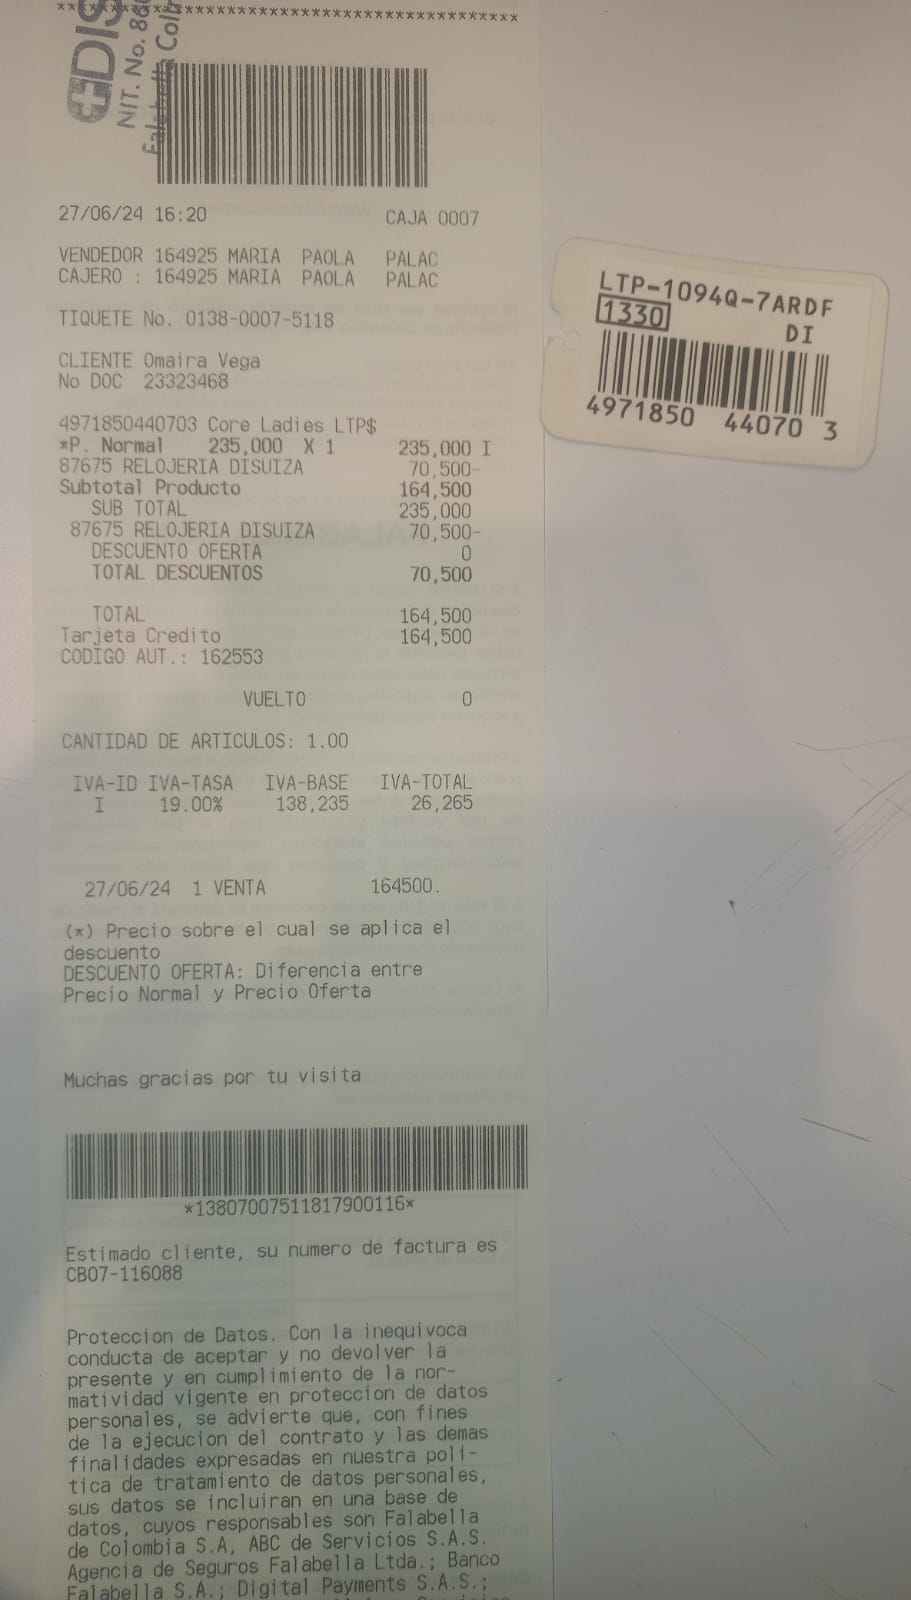 ********************************************
DIS
NIT. No. 860
Falabella Colo
27/06/24 16:20 CAJA 0007
VENDEDOR 164925 MARIA PAOLA PALAC
CAJERO : 164925 MARIA PAOLA PALAC
TIQUETE No. 0138-0007-5118
CLIENTE Omaira Vega
No DOC 23323468
4971850440703 Core Ladies LTP$
*P. Normal 235,000 X 1 235,000 I
87675 RELOJERIA DISUIZA 70,500-
Subtotal Producto 164,500
SUB TOTAL 235,000
87675 RELOJERIA DISUIZA 70,500-
DESCUENTO OFERTA 0
TOTAL DESCUENTOS 70,500
TOTAL 164,500
Tarjeta Credito 164,500
CODIGO AUT.: 162553
VUELTO 0
CANTIDAD DE ARTICULOS: 1.00
IVA-ID IVA-TASA IVA-BASE IVA-TOTAL
I 19.00% 138,235 26,265
27/06/24 1 VENTA 164500.
(*) Precio sobre el cual se aplica el
descuento
DESCUENTO OFERTA: Diferencia entre
Precio Normal y Precio Oferta
Muchas gracias por tu visita
*13807007511817900116*
Estimado cliente, su numero de factura es
CB07-116088
Proteccion de Datos. Con la inequivoca
conducta de aceptar y no devolver la
presente y en cumplimiento de la nor-
matividad vigente en proteccion de datos
personales, se advierte que, con fines
de la ejecucion del contrato y las demas
finalidades expresadas en nuestra poli-
tica de tratamiento de datos personales,
sus datos se incluiran en una base de
datos, cuyos responsables son Falabella
de Colombia S.A, ABC de Servicios S.A.S.
Agencia de Seguros Falabella Ltda.; Banco
Falabella S.A.; Digital Payments S.A.S.;
LTP-1094Q-7ARDF
1330
DI
4971850 44070 3